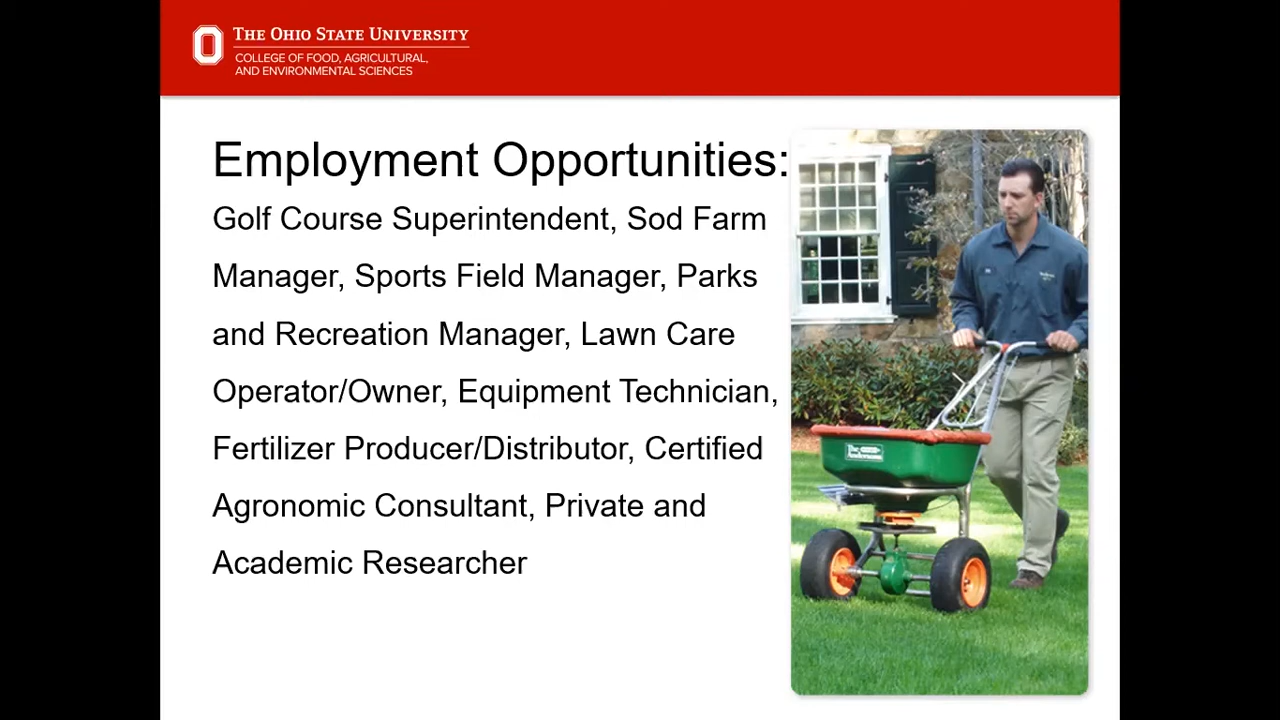 THE OHIO STATE UNIVERSITY
COLLEGE OF FOOD, AGRICULTURAL,
AND ENVIRONMENTAL SCIENCES
Employment Opportunities:
Golf Course Superintendent, Sod Farm
Manager, Sports Field Manager, Parks
and Recreation Manager, Lawn Care
Operator/Owner, Equipment Technician,
Fertilizer Producer/Distributor, Certified
Agronomic Consultant, Private and
Academic Researcher
The
Andersons